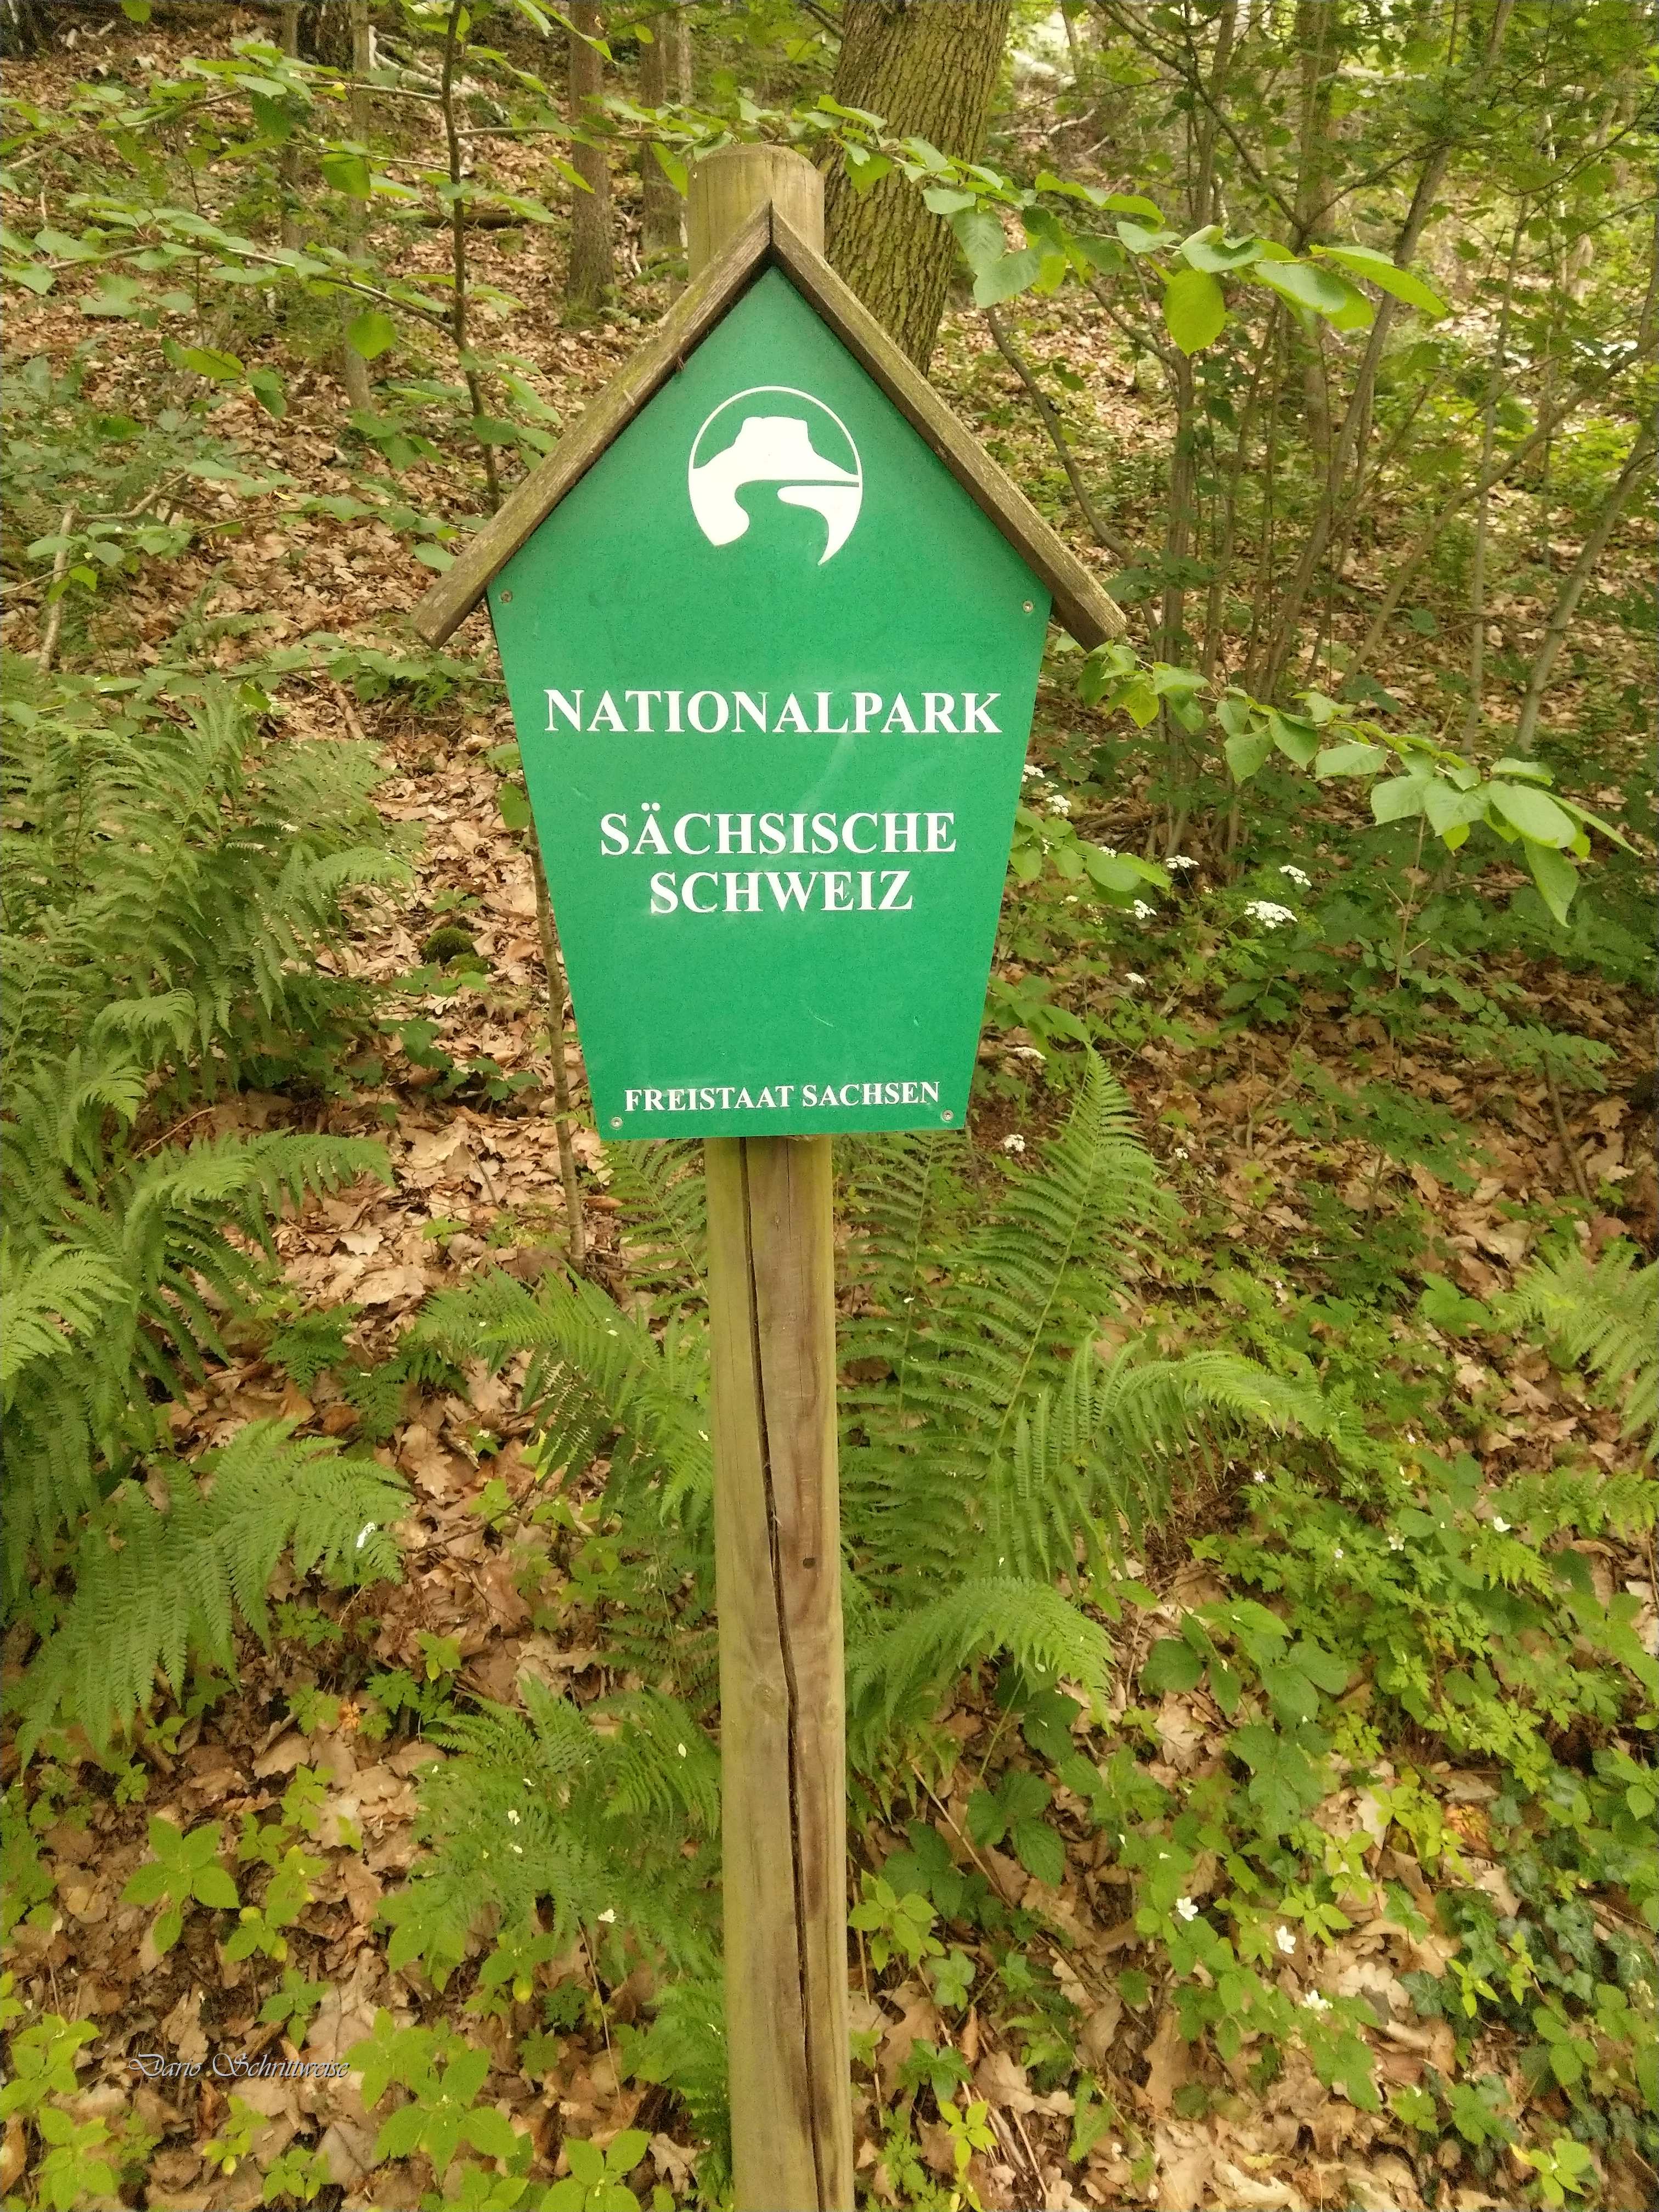 NATIONALPARK
SÄCHSISCHE
SCHWEIZ
FREISTAAT SACHSEN
Dario Schrittweise